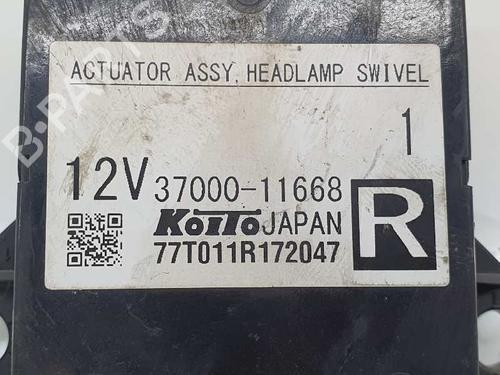 ACTUATOR ASSY, HEADLAMP SWIVEL
1
12V 37000-11668
KOITO JAPAN
77T011R172047
R
B-PARTS